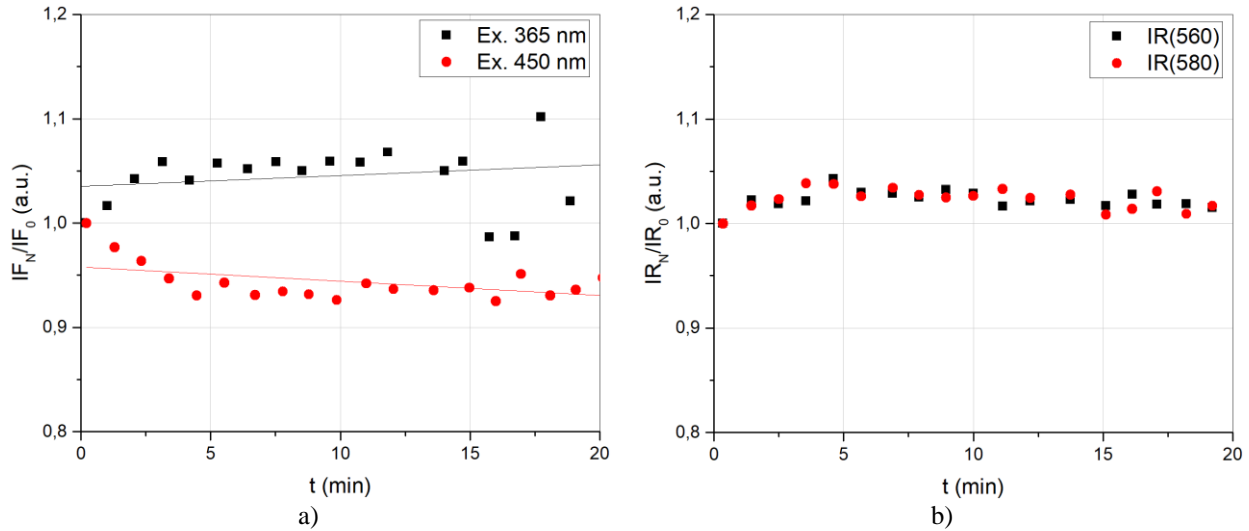 1,2
1,1
1,0
0,9
0,8
IF_N/IF_0 (a.u.)
Ex. 365 nm
Ex. 450 nm
0 5 10 15 20
t (min)
a)
1,2
1,1
1,0
0,9
0,8
IR_N/IR_0 (a.u.)
IR(560)
IR(580)
0 5 10 15 20
t (min)
b)